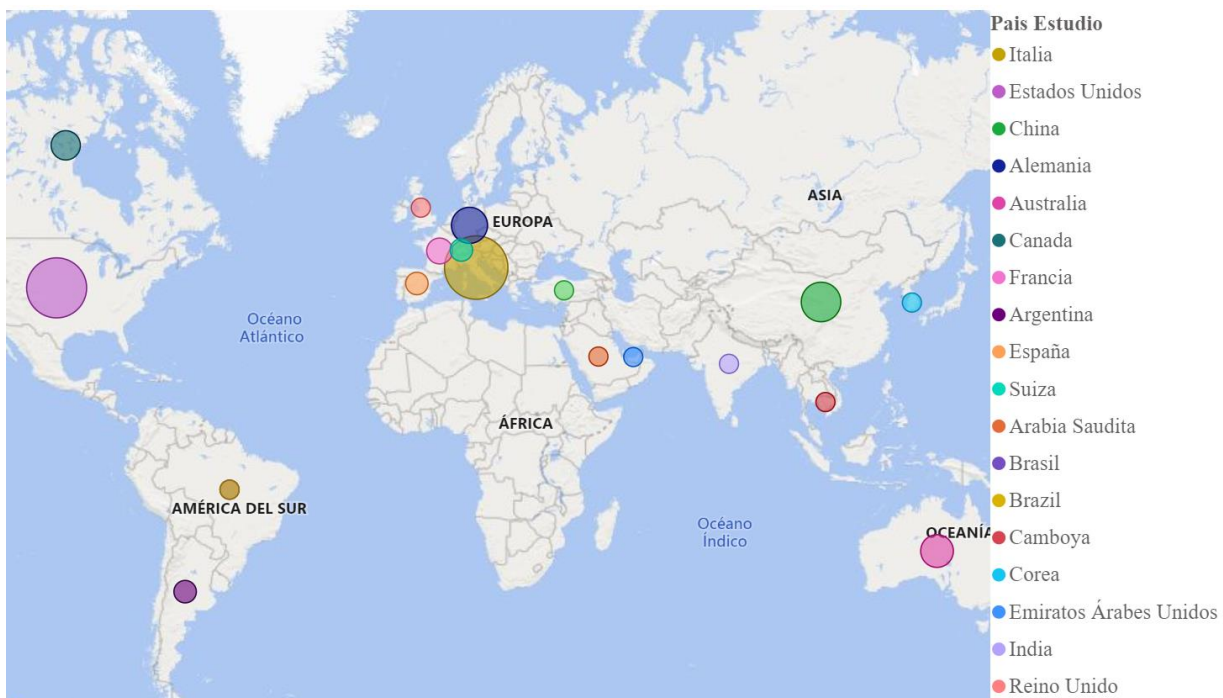 ASIA
EUROPA
Océano
Atlántico
ÁFRICA
AMÉRICA DEL SUR
Océano
Índico
OCEANÍA
Pais Estudio
Italia
Estados Unidos
China
Alemania
Australia
Canada
Francia
Argentina
España
Suiza
Arabia Saudita
Brasil
Brazil
Camboya
Corea
Emiratos Árabes Unidos
India
Reino Unido